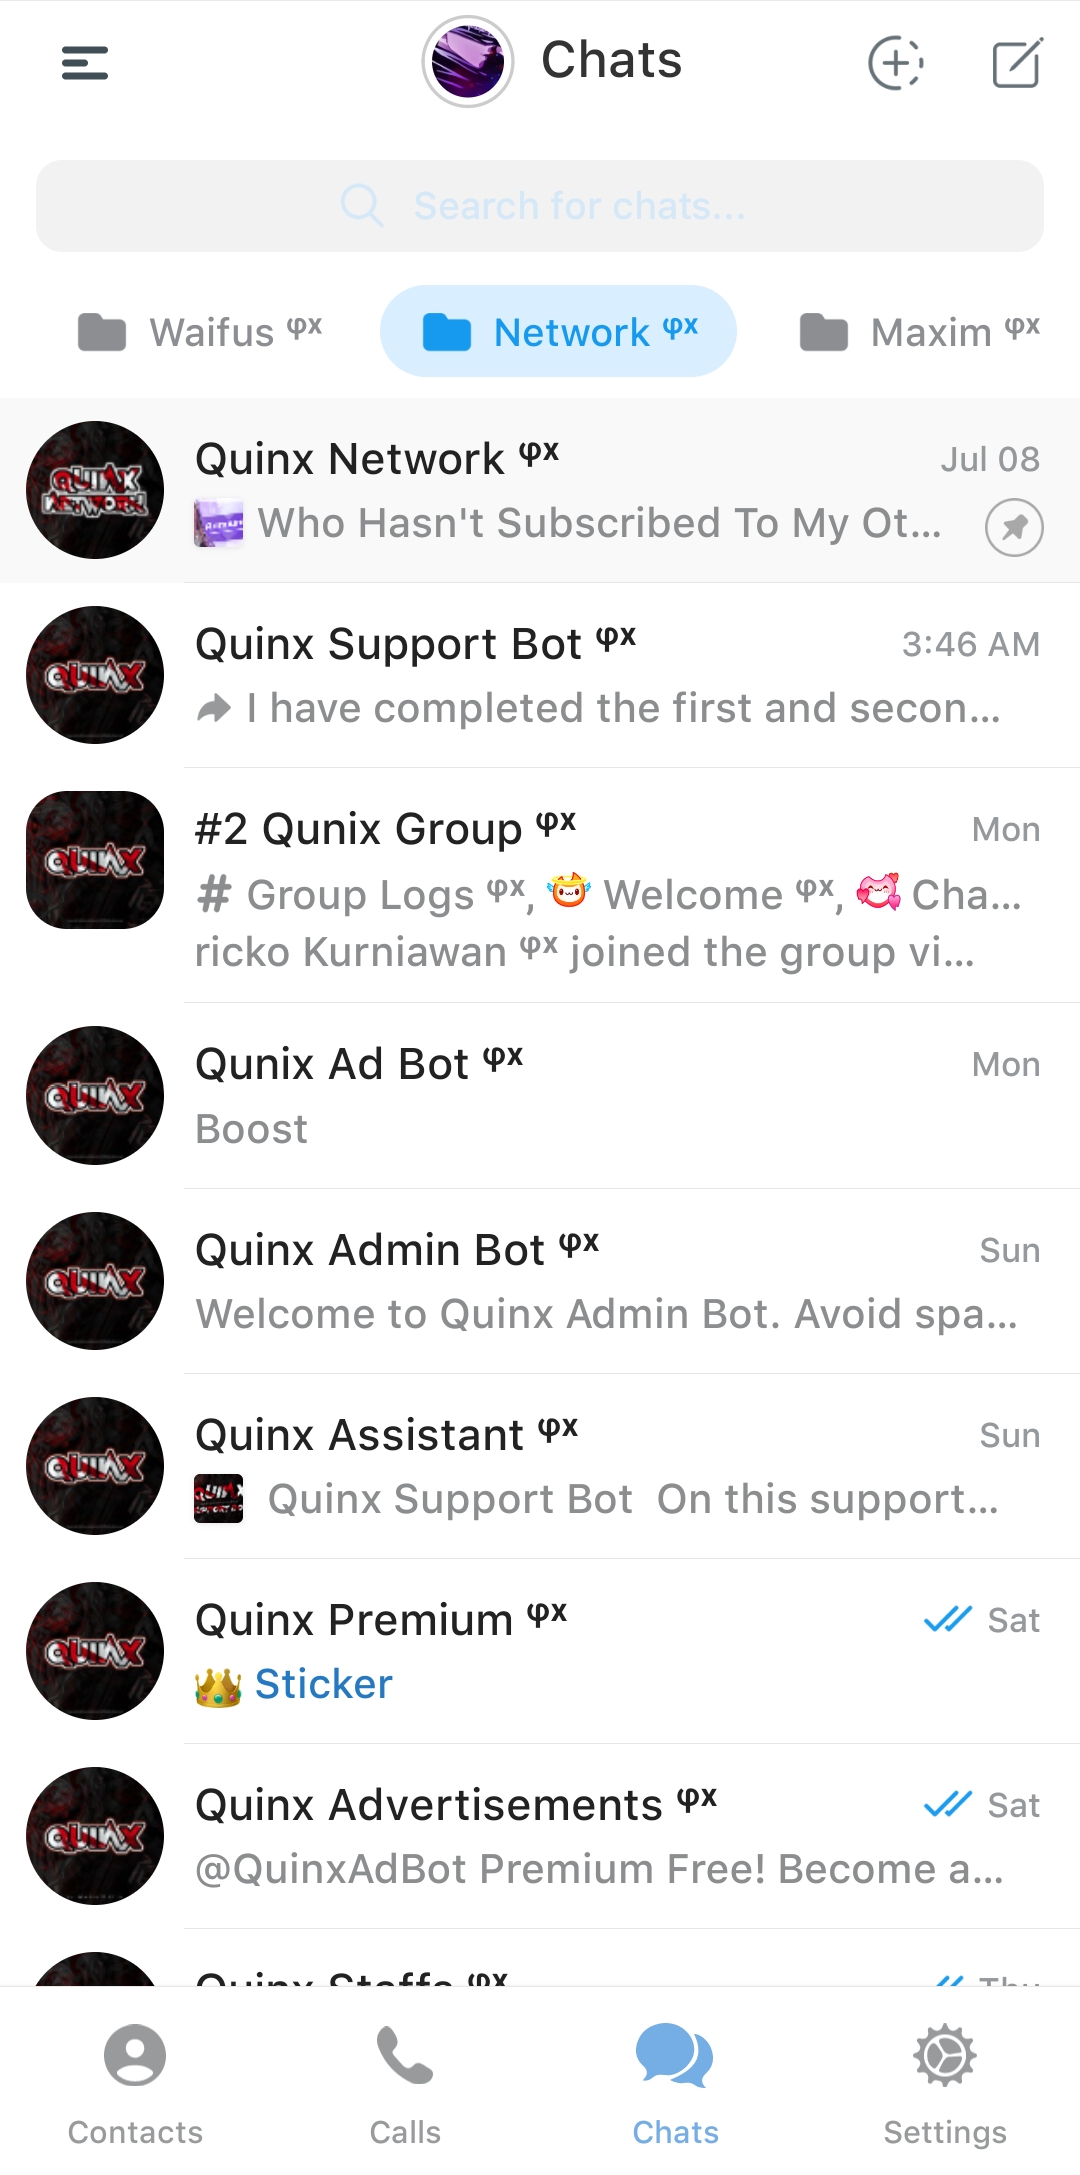 Chats
Search for chats...
Waifus φx Network φx Maxim φx
Quinx Network φx Jul 08
Who Hasn't Subscribed To My Ot...
Quinx Support Bot φx 3:46 AM
I have completed the first and secon...
#2 Qunix Group φx Mon
# Group Logs φx, Welcome φx, Cha...
ricko Kurniawan φx joined the group vi...
Qunix Ad Bot φx Mon
Boost
Quinx Admin Bot φx Sun
Welcome to Quinx Admin Bot. Avoid spa...
Quinx Assistant φx Sun
Quinx Support Bot On this support...
Quinx Premium φx Sat
Sticker
Quinx Advertisements φx Sat
@QuinxAdBot Premium Free! Become a...
Quinx Staffs φx Thu
Contacts Calls Chats Settings